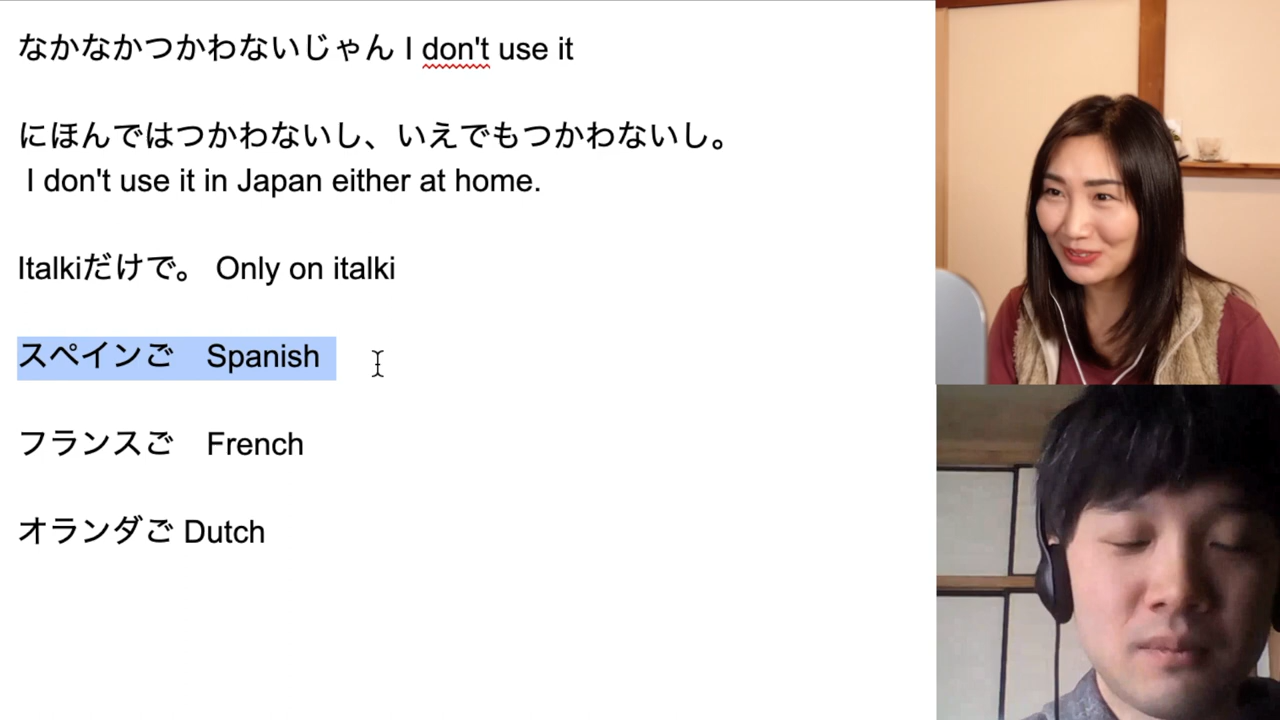 なかなかつかわないじゃん I don't use it
にほんではつかわないし、いえでもつかわないし。
I don't use it in Japan either at home.
Italkiだけで。 Only on italki
スペインご　Spanish
フランスご　French
オランダご Dutch